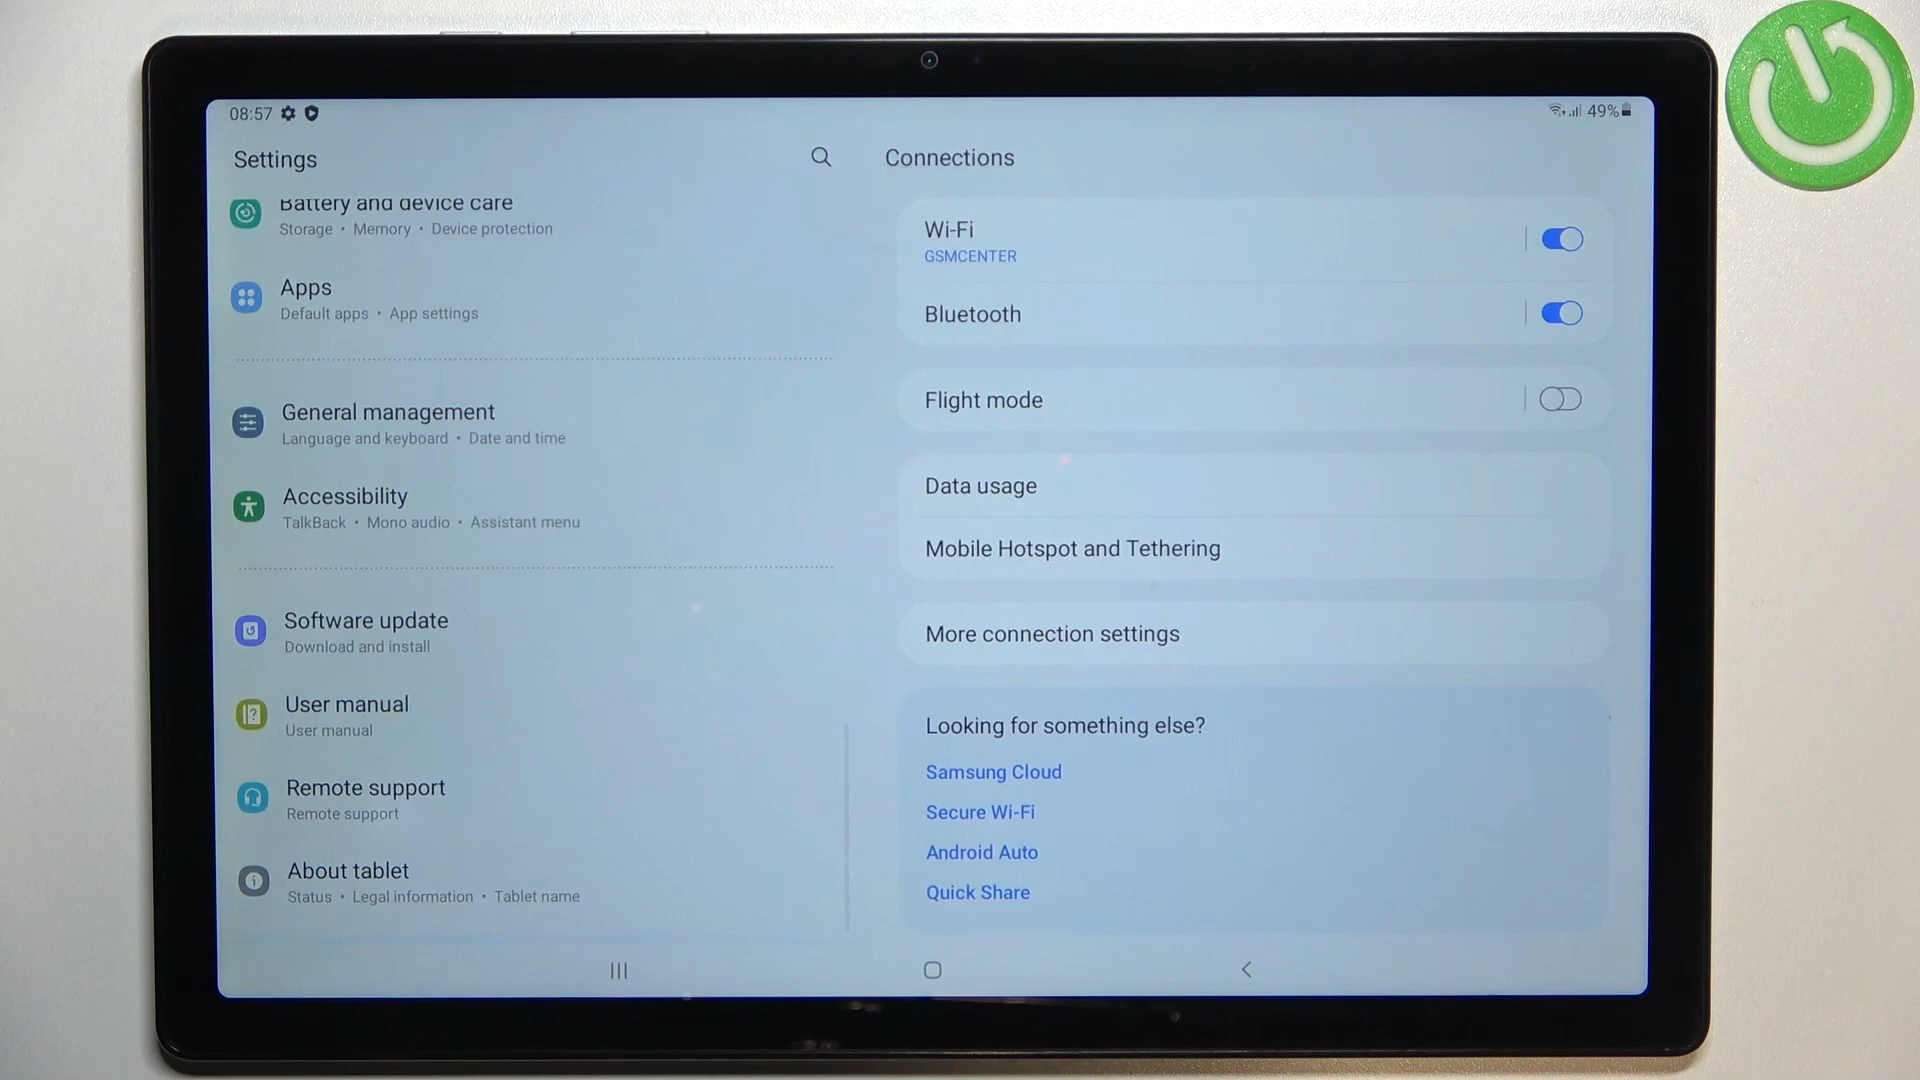 08:57
49%
Settings
Battery and device care
Storage • Memory • Device protection
Apps
Default apps • App settings
General management
Language and keyboard • Date and time
Accessibility
TalkBack • Mono audio • Assistant menu
Software update
Download and install
User manual
User manual
Remote support
Remote support
About tablet
Status • Legal information • Tablet name
Connections
Wi-Fi
GSMCENTER
Bluetooth
Flight mode
Data usage
Mobile Hotspot and Tethering
More connection settings
Looking for something else?
Samsung Cloud
Secure Wi-Fi
Android Auto
Quick Share